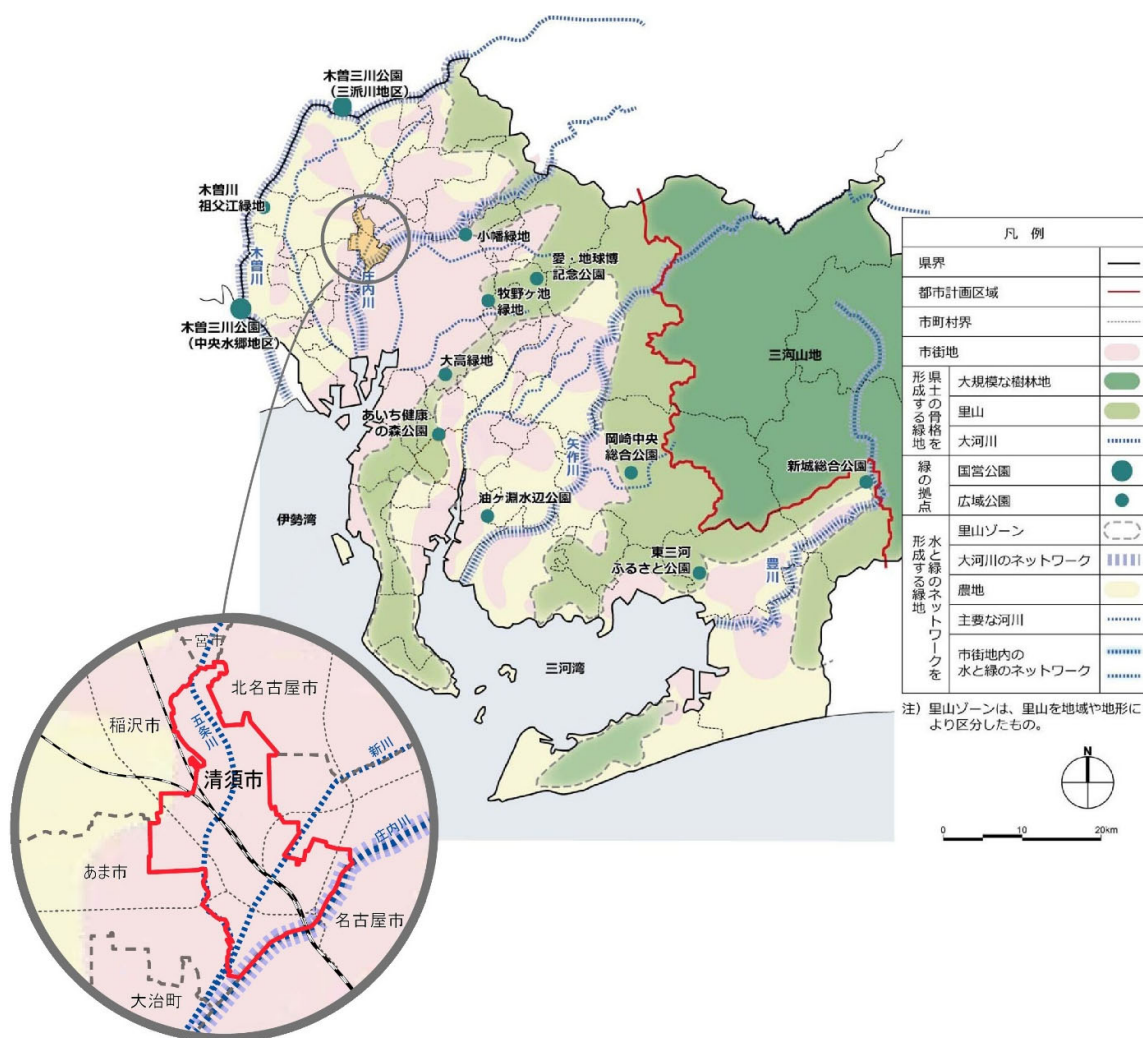 木曽三川公園
(三派川地区)
木曽川
祖父江緑地
木曽川
木曽三川公園
(中央水郷地区)
庄内川
小幡緑地
愛・地球博
記念公園
牧野ヶ池
緑地
大高緑地
あいち健康
の森公園
矢作川
岡崎中央
総合公園
三河山地
新城総合公園
油ヶ淵水辺公園
伊勢湾
東三河
ふるさと公園
豊川
三河湾
凡 例
県界
都市計画区域
市町村界
市街地
県土の骨格を
形成する緑地
大規模な樹林地
里山
大河川
緑の拠点
国営公園
広域公園
水と緑のネットワークを
形成する緑地
里山ゾーン
大河川のネットワーク
農地
主要な河川
市街地内の
水と緑のネットワーク
注)里山ゾーンは、里山を地域や地形に
より区分したもの。
N
0 10 20km
一宮市
北名古屋市
稲沢市
五条川
新川
清須市
庄内川
あま市
名古屋市
大治町